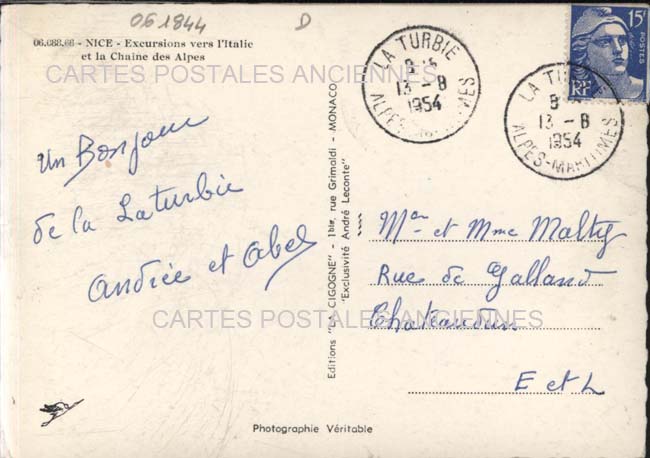 061844 D
06.088.66 - NICE - Excursions vers l'Italie
et la Chaine des Alpes
CARTES POSTALES ANCIENNES
LA TURBIE
13 - 8
1954
ALPES-MARITIMES
LA TURBIE
13 - 8
1954
ALPES-MARITIMES
15F
POSTES
RF
Un Bonjour
de la Laturbie
Andrée et Abel
Editions "LA CIGOGNE" - 1bis, rue Grimaldi - MONACO
"Exclusivité André Leconte"
Mr et Mme Malty
Rue de Galland
Chateaudun
E et L
CARTES POSTALES ANCIENNES
Photographie Véritable